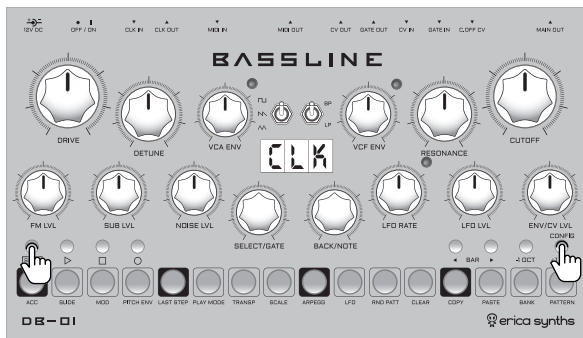 12V DC OFF / ON CLK IN CLK OUT MIDI IN MIDI OUT CV OUT GATE OUT CV IN GATE IN C.OFF CV MAIN OUT
BASSLINE
BP
LP
DRIVE DETUNE VCA ENV VCF ENV RESONANCE CUTOFF
CLK
FM LVL SUB LVL NOISE LVL SELECT/GATE BACK/NOTE LFO RATE LFO LVL ENV/CV LVL
CONFIG
BAR -1 OCT
ACC SLIDE MOD PITCH ENV LAST STEP PLAY MODE TRANSP SCALE ARPEGG LFO RND PATT CLEAR COPY PASTE BANK PATTERN
DB-01 erica synths